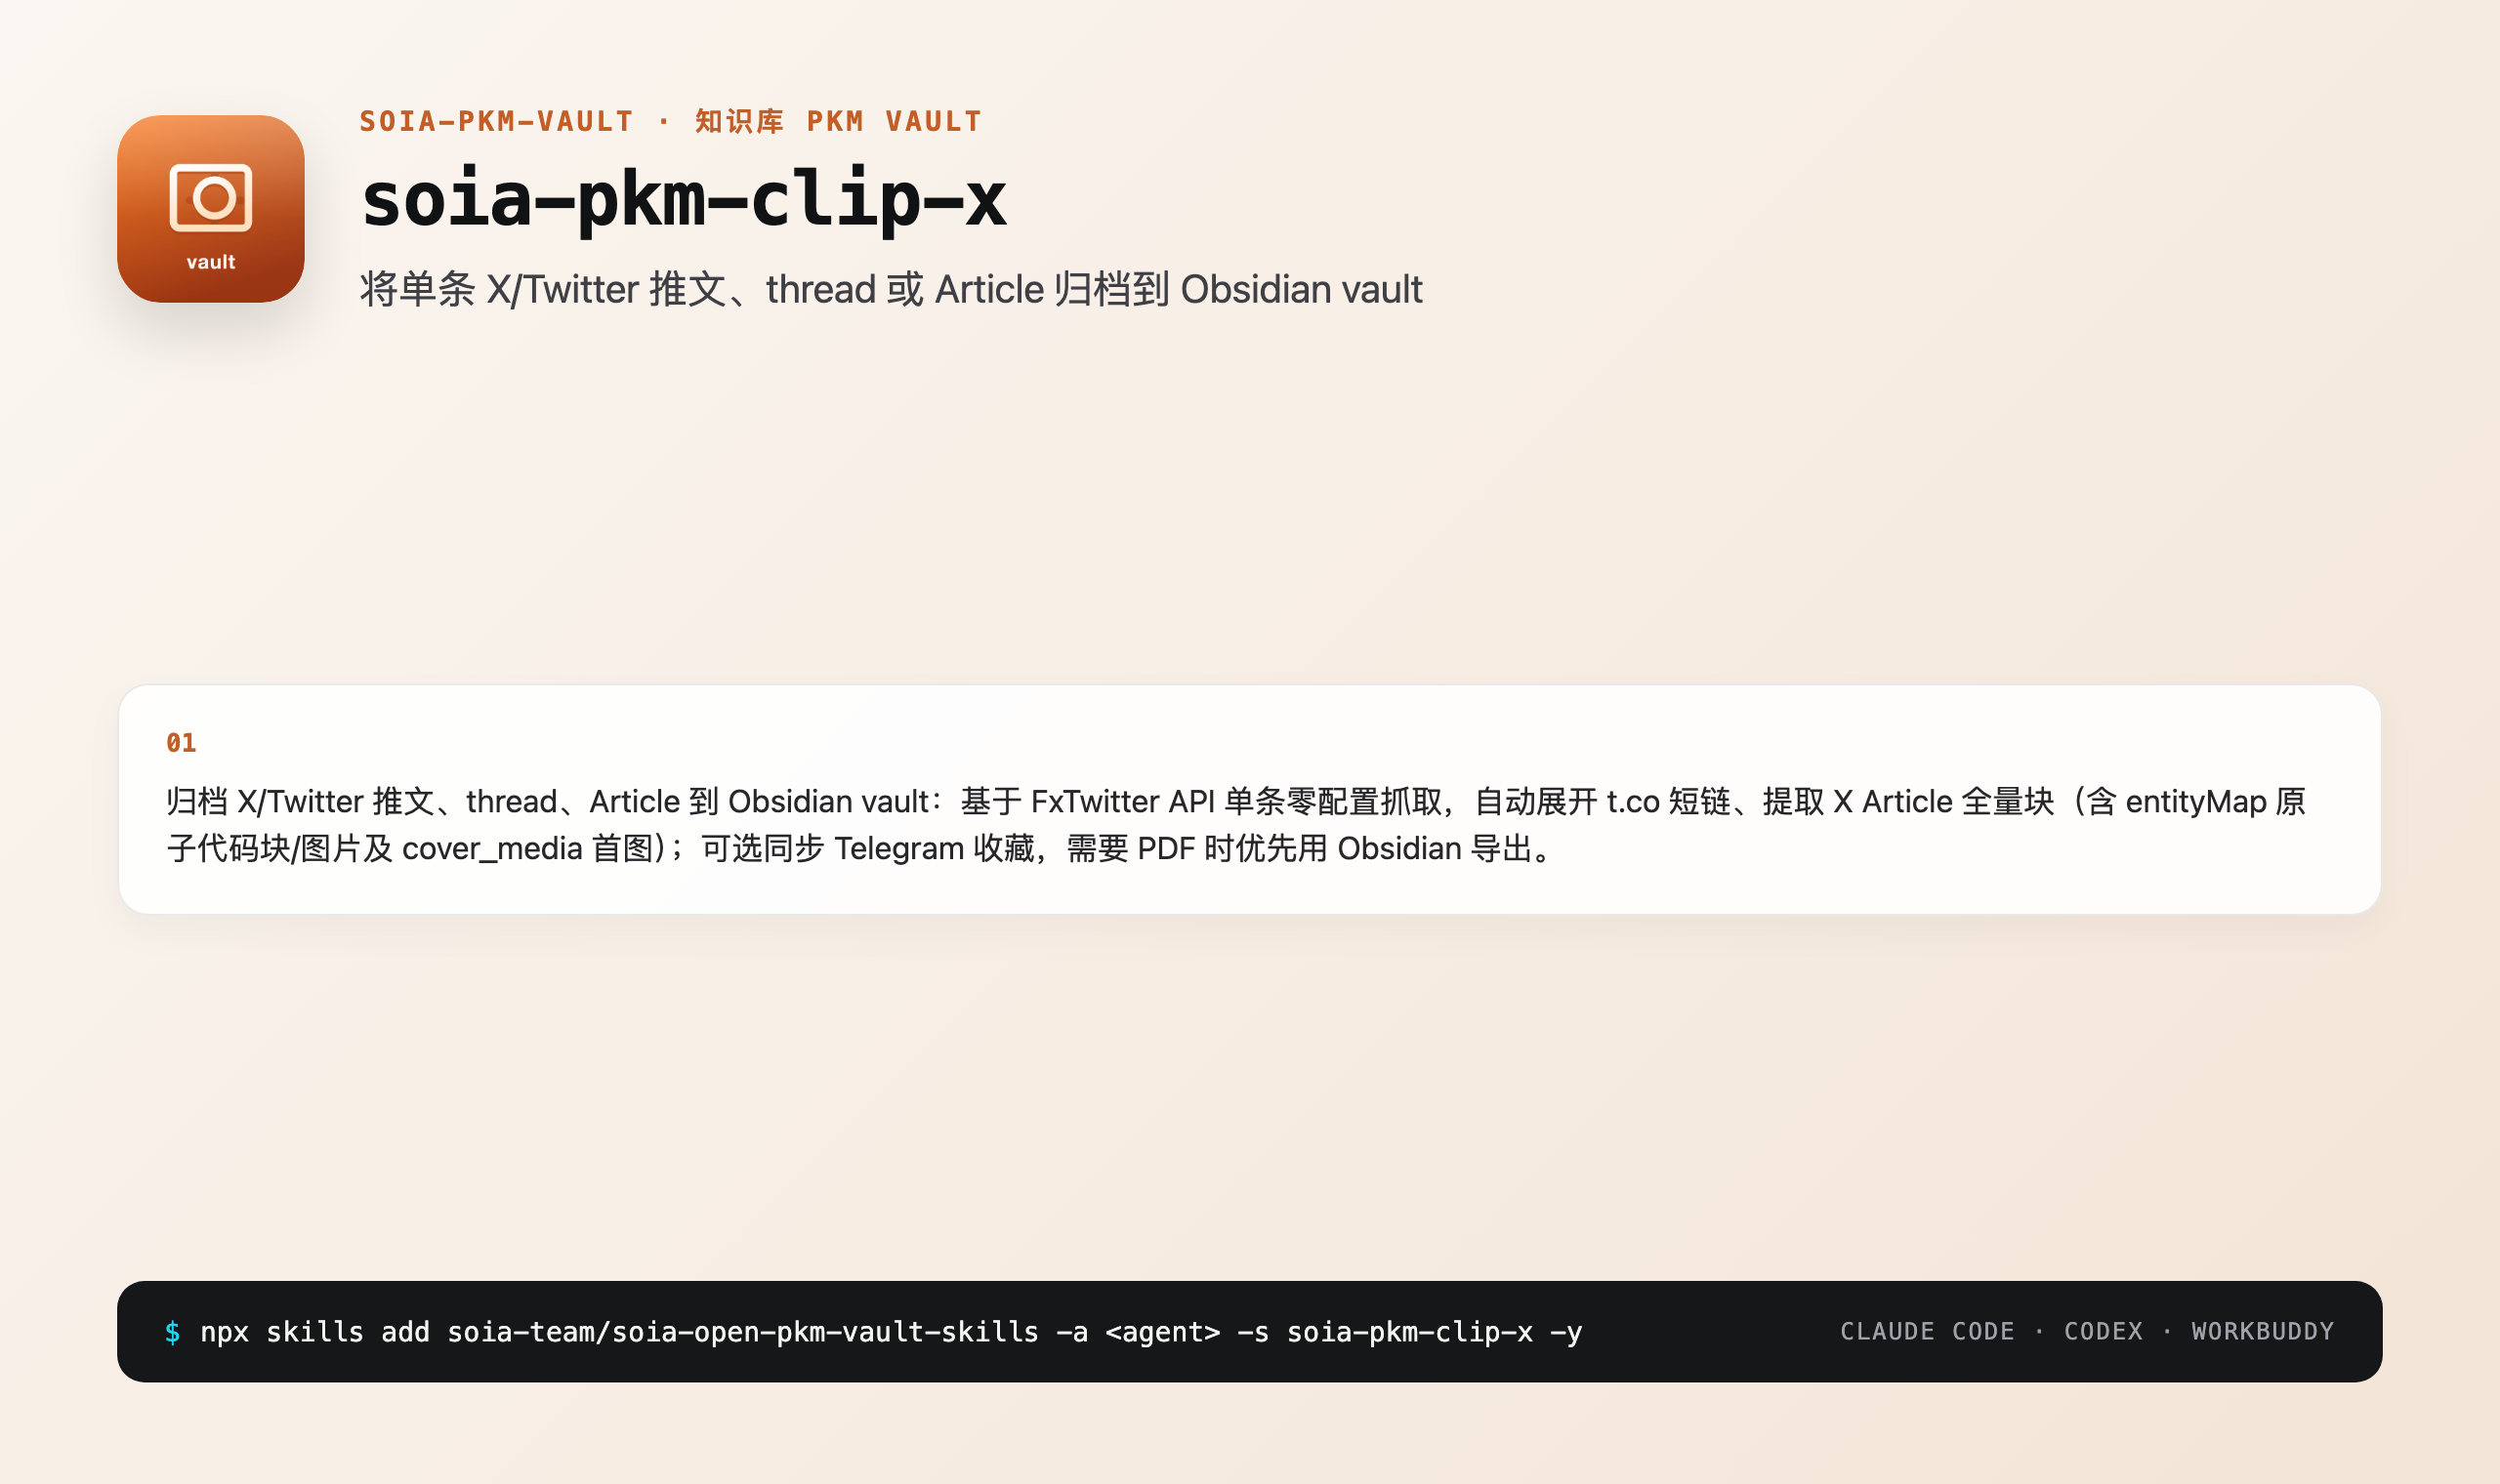 SOIA-PKM-VAULT · 知识库 PKM VAULT
soia-pkm-clip-x
vault
将单条 X/Twitter 推文、thread 或 Article 归档到 Obsidian vault
01
归档 X/Twitter 推文、thread、Article 到 Obsidian vault：基于 FxTwitter API 单条零配置抓取，自动展开 t.co 短链、提取 X Article 全量块（含 entityMap 原
子代码块/图片及 cover_media 首图）；可选同步 Telegram 收藏，需要 PDF 时优先用 Obsidian 导出。
$ npx skills add soia-team/soia-open-pkm-vault-skills -a <agent> -s soia-pkm-clip-x -y
CLAUDE CODE · CODEX · WORKBUDDY